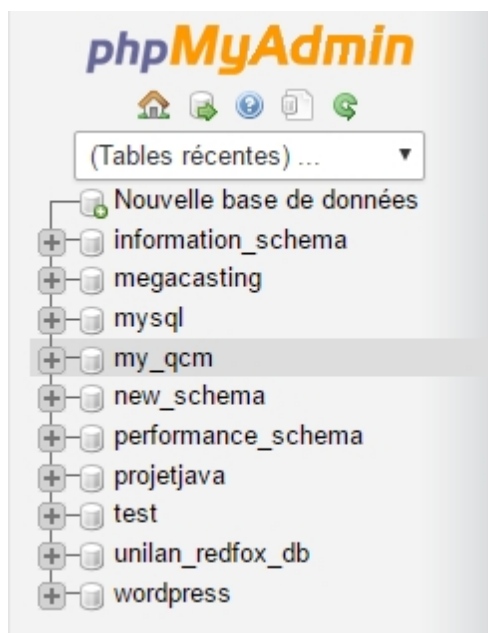 phpMyAdmin
(Tables récentes) ...
Nouvelle base de données
information_schema
megacasting
mysql
my_qcm
new_schema
performance_schema
projetjava
test
unilan_redfox_db
wordpress